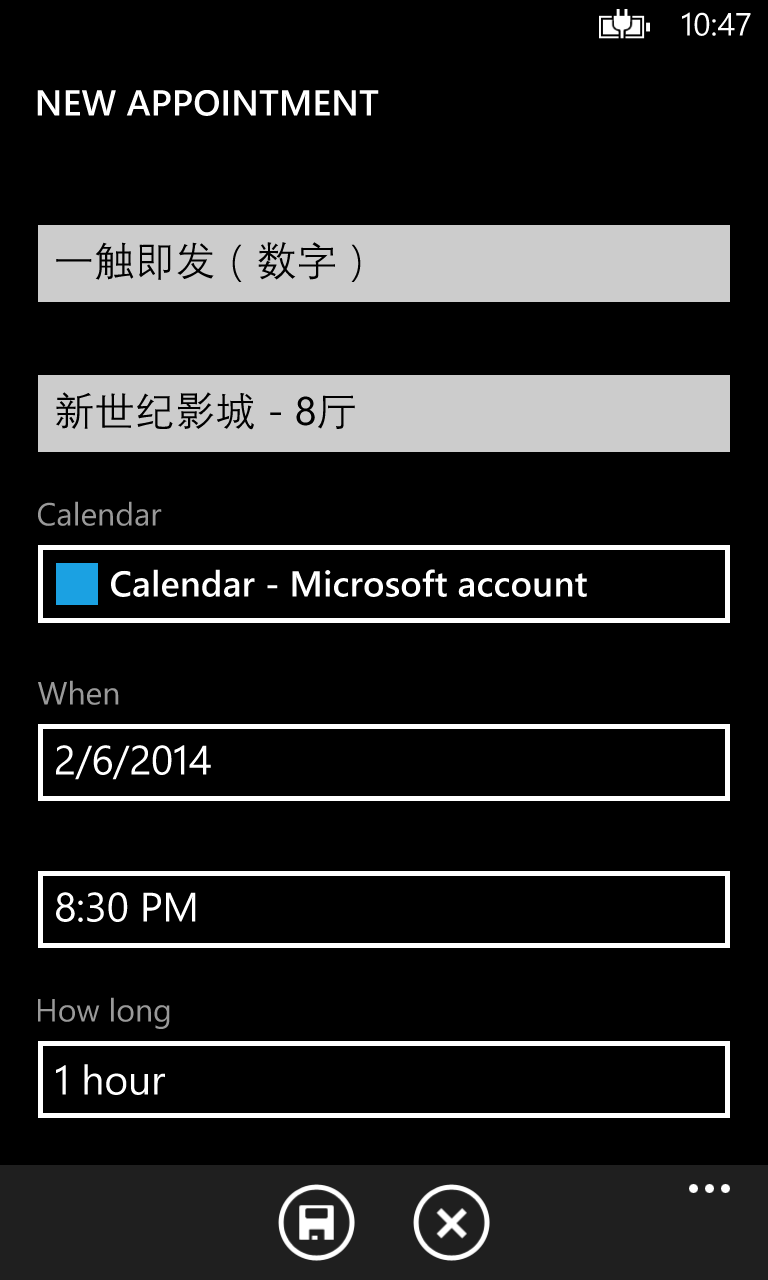 10:47
NEW APPOINTMENT
一触即发（数字）
新世纪影城 - 8厅
Calendar
Calendar - Microsoft account
When
2/6/2014
8:30 PM
How long
1 hour